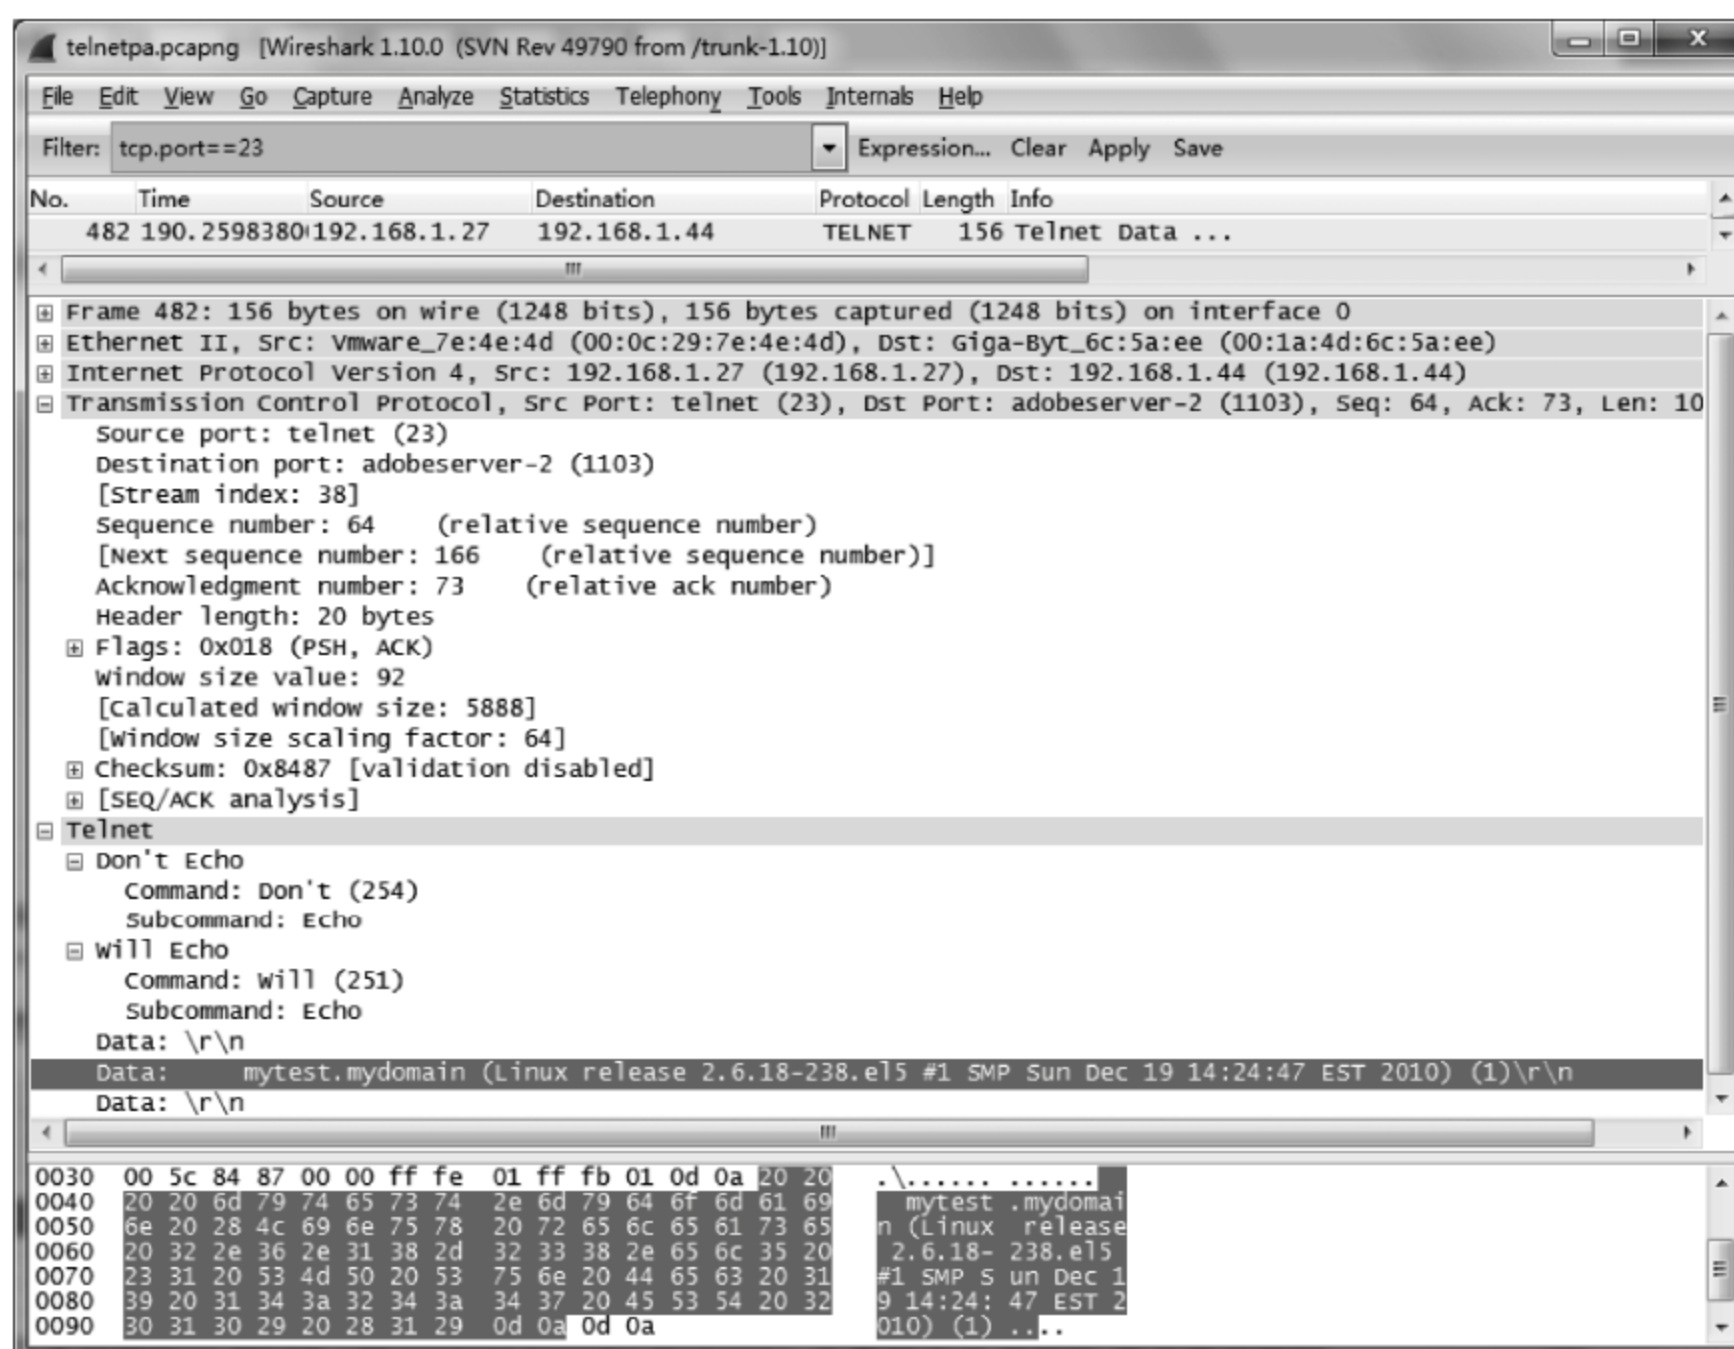 telnetpa.pcapng [Wireshark 1.10.0 (SVN Rev 49790 from /trunk-1.10)]
File Edit View Go Capture Analyze Statistics Telephony Tools Internals Help
Filter: tcp.port==23 Expression... Clear Apply Save
No. Time Source Destination Protocol Length Info
482 190.2598380 192.168.1.27 192.168.1.44 TELNET 156 Telnet Data ...
Frame 482: 156 bytes on wire (1248 bits), 156 bytes captured (1248 bits) on interface 0
Ethernet II, Src: Vmware_7e:4e:4d (00:0c:29:7e:4e:4d), Dst: Giga-Byt_6c:5a:ee (00:1a:4d:6c:5a:ee)
Internet Protocol Version 4, Src: 192.168.1.27 (192.168.1.27), Dst: 192.168.1.44 (192.168.1.44)
Transmission Control Protocol, Src Port: telnet (23), Dst Port: adobeserver-2 (1103), Seq: 64, Ack: 73, Len: 10
Source port: telnet (23)
Destination port: adobeserver-2 (1103)
[Stream index: 38]
Sequence number: 64 (relative sequence number)
[Next sequence number: 166 (relative sequence number)]
Acknowledgment number: 73 (relative ack number)
Header length: 20 bytes
Flags: 0x018 (PSH, ACK)
Window size value: 92
[Calculated window size: 5888]
[Window size scaling factor: 64]
Checksum: 0x8487 [validation disabled]
[SEQ/ACK analysis]
Telnet
Don't Echo
Command: Don't (254)
Subcommand: Echo
Will Echo
Command: Will (251)
Subcommand: Echo
Data: \r\n
Data: mytest.mydomain (Linux release 2.6.18-238.el5 #1 SMP Sun Dec 19 14:24:47 EST 2010) (1)\r\n
Data: \r\n
0030 00 5c 84 87 00 00 ff fe 01 ff fb 01 0d 0a 20 20 .\...... ......
0040 20 20 6d 79 74 65 73 74 2e 6d 79 64 6f 6d 61 69 mytest .mydomai
0050 6e 20 28 4c 69 6e 75 78 20 72 65 6c 65 61 73 65 n (Linux release
0060 20 32 2e 36 2e 31 38 2d 32 33 38 2e 65 6c 35 20 2.6.18- 238.el5
0070 23 31 20 53 4d 50 20 53 75 6e 20 44 65 63 20 31 #1 SMP S un Dec 1
0080 39 20 31 34 3a 32 34 3a 34 37 20 45 53 54 20 32 9 14:24: 47 EST 2
0090 30 31 30 29 20 28 31 29 0d 0a 0d 0a 010) (1) ....